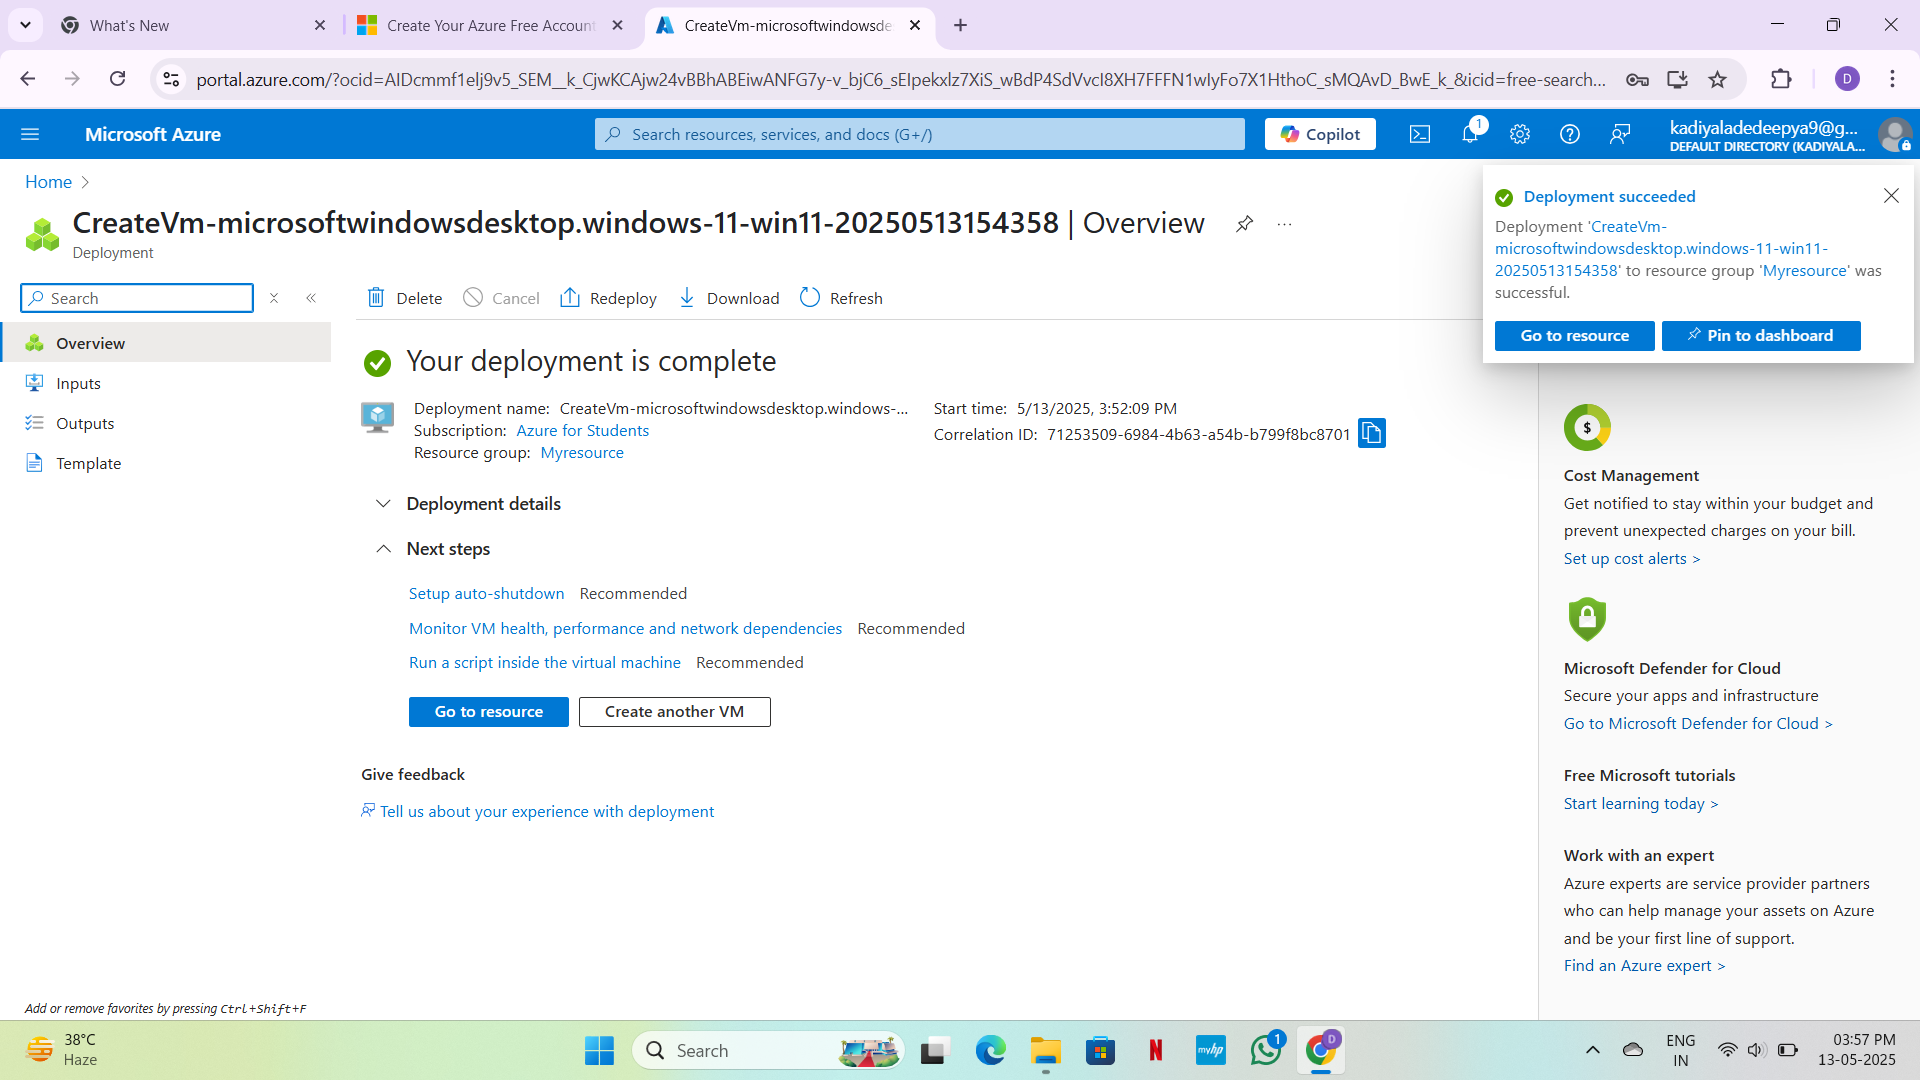 What's New
Create Your Azure Free Account
CreateVm-microsoftwindowsde
portal.azure.com/?ocid=AIDcmmf1elj9v5_SEM__k_CjwKCAjw24vBBhABEiwANFG7y-v_bjC6_sEIpekxlz7XiS_wBdP4SdVvcI8XH7FFFN1wIyFo7X1HthoC_sMQAvD_BwE_k_&icid=free-search...
D
Microsoft Azure
Search resources, services, and docs (G+/)
Copilot
1
kadiyaladedeepya9@g...
DEFAULT DIRECTORY (KADIYALA...
Home
CreateVm-microsoftwindowsdesktop.windows-11-win11-20250513154358 | Overview
...
Deployment
Deployment succeeded
Deployment 'CreateVm-
microsoftwindowsdesktop.windows-11-win11-
20250513154358' to resource group 'Myresource' was
successful.
Go to resource
Pin to dashboard
Search
Delete
Cancel
Redeploy
Download
Refresh
Overview
Inputs
Outputs
Template
Your deployment is complete
Deployment name: CreateVm-microsoftwindowsdesktop.windows-...
Subscription: Azure for Students
Resource group: Myresource
Start time: 5/13/2025, 3:52:09 PM
Correlation ID: 71253509-6984-4b63-a54b-b799f8bc8701
Deployment details
Next steps
Setup auto-shutdown Recommended
Monitor VM health, performance and network dependencies Recommended
Run a script inside the virtual machine Recommended
Go to resource
Create another VM
Give feedback
Tell us about your experience with deployment
$
Cost Management
Get notified to stay within your budget and
prevent unexpected charges on your bill.
Set up cost alerts >
Microsoft Defender for Cloud
Secure your apps and infrastructure
Go to Microsoft Defender for Cloud >
Free Microsoft tutorials
Start learning today >
Work with an expert
Azure experts are service provider partners
who can help manage your assets on Azure
and be your first line of support.
Find an Azure expert >
Add or remove favorites by pressing Ctrl+Shift+F
38°C
Haze
Search
N
myhp
1
D
ENG
IN
03:57 PM
13-05-2025